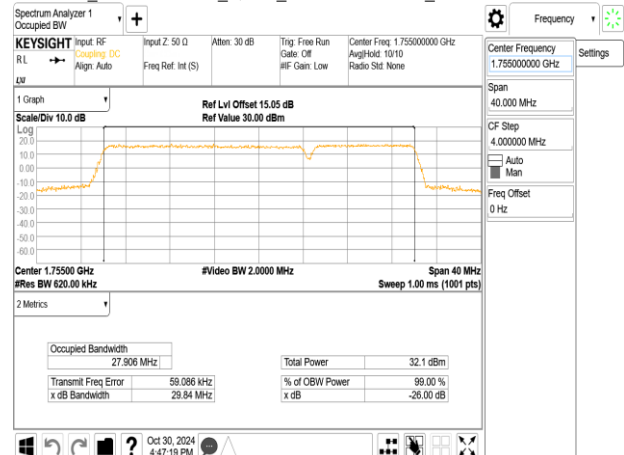 Spectrum Analyzer 1
Occupied BW
KEYSIGHT
R L
Input: RF
Coupling: DC
Align: Auto
Input Z: 50 Ω
Freq Ref: Int (S)
Atten: 30 dB
Trig: Free Run
Gate: Off
#IF Gain: Low
Center Freq: 1.755000000 GHz
Avg|Hold: 10/10
Radio Std: None
1 Graph
Scale/Div 10.0 dB
Ref Lvl Offset 15.05 dB
Ref Value 30.00 dBm
Log
20.0
10.0
0.00
-10.0
-20.0
-30.0
-40.0
-50.0
-60.0
Center 1.75500 GHz
#Video BW 2.0000 MHz
Span 40 MHz
#Res BW 620.00 kHz
Sweep 1.00 ms (1001 pts)
2 Metrics
Occupied Bandwidth
27.906 MHz
Total Power 32.1 dBm
Transmit Freq Error 59.086 kHz
% of OBW Power 99.00 %
x dB Bandwidth 29.84 MHz
x dB -26.00 dB
?
Oct 30, 2024
4:47:19 PM
Frequency
Center Frequency
1.755000000 GHz
Settings
Span
40.000 MHz
CF Step
4.000000 MHz
Auto
Man
Freq Offset
0 Hz